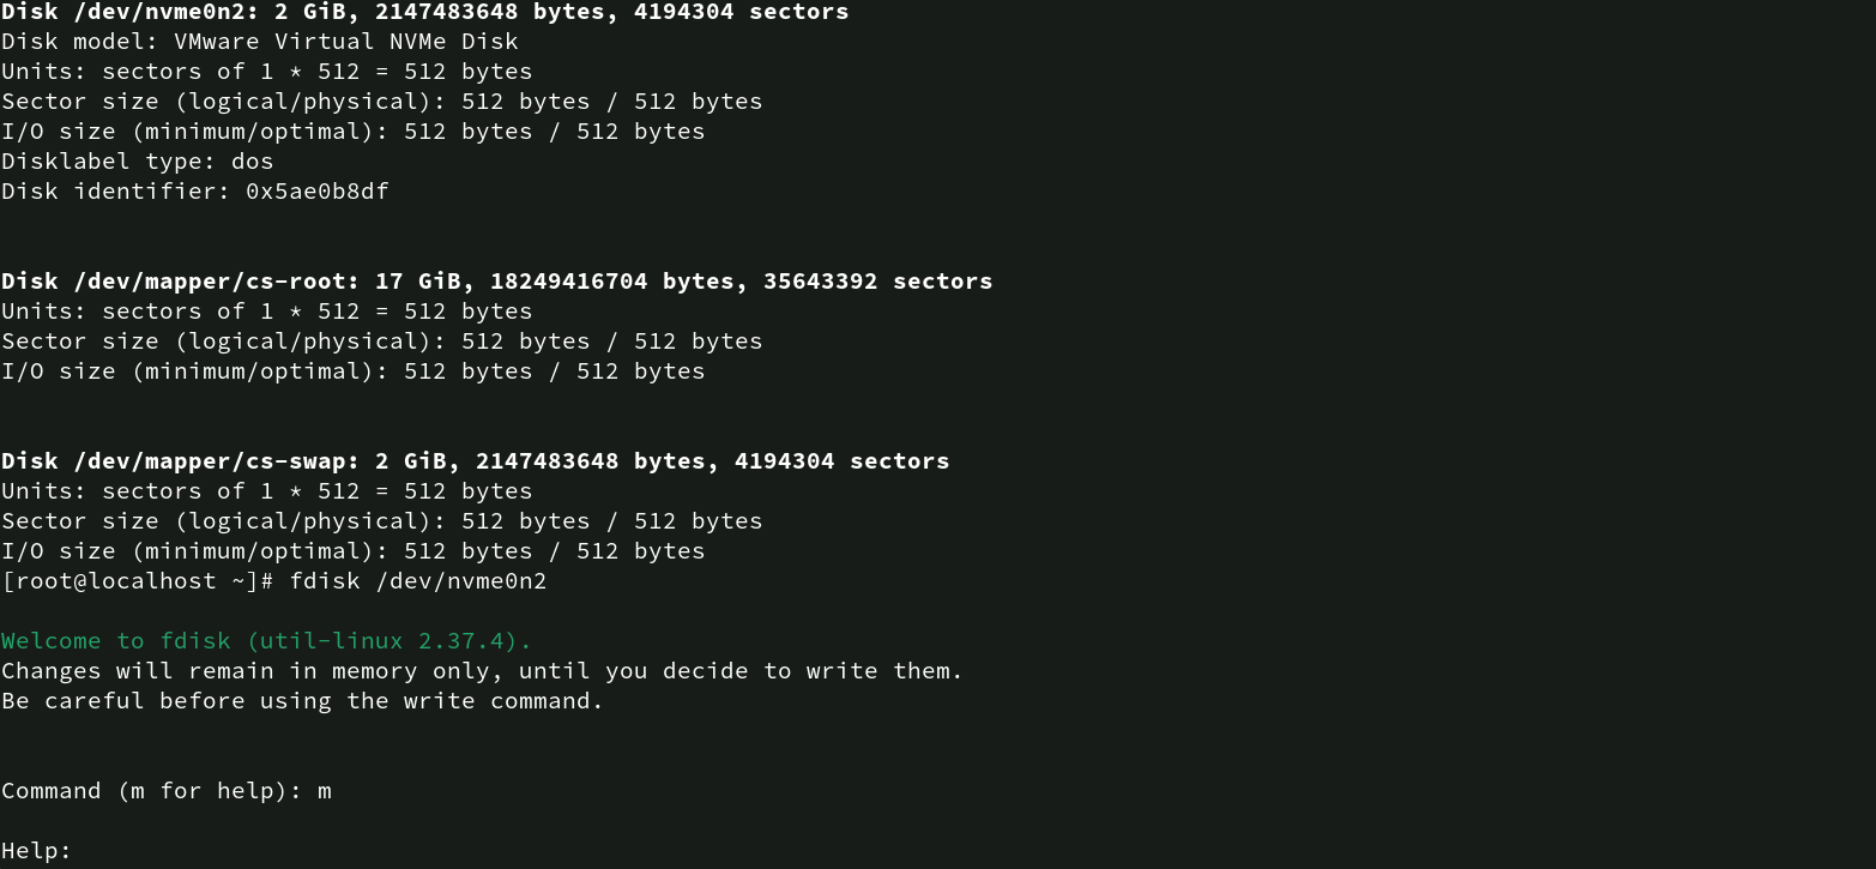 Disk /dev/nvme0n2: 2 GiB, 2147483648 bytes, 4194304 sectors
Disk model: VMware Virtual NVMe Disk
Units: sectors of 1 * 512 = 512 bytes
Sector size (logical/physical): 512 bytes / 512 bytes
I/O size (minimum/optimal): 512 bytes / 512 bytes
Disklabel type: dos
Disk identifier: 0x5ae0b8df
Disk /dev/mapper/cs-root: 17 GiB, 18249416704 bytes, 35643392 sectors
Units: sectors of 1 * 512 = 512 bytes
Sector size (logical/physical): 512 bytes / 512 bytes
I/O size (minimum/optimal): 512 bytes / 512 bytes
Disk /dev/mapper/cs-swap: 2 GiB, 2147483648 bytes, 4194304 sectors
Units: sectors of 1 * 512 = 512 bytes
Sector size (logical/physical): 512 bytes / 512 bytes
I/O size (minimum/optimal): 512 bytes / 512 bytes
[root@localhost ~]# fdisk /dev/nvme0n2
Welcome to fdisk (util-linux 2.37.4).
Changes will remain in memory only, until you decide to write them.
Be careful before using the write command.
Command (m for help): m
Help: